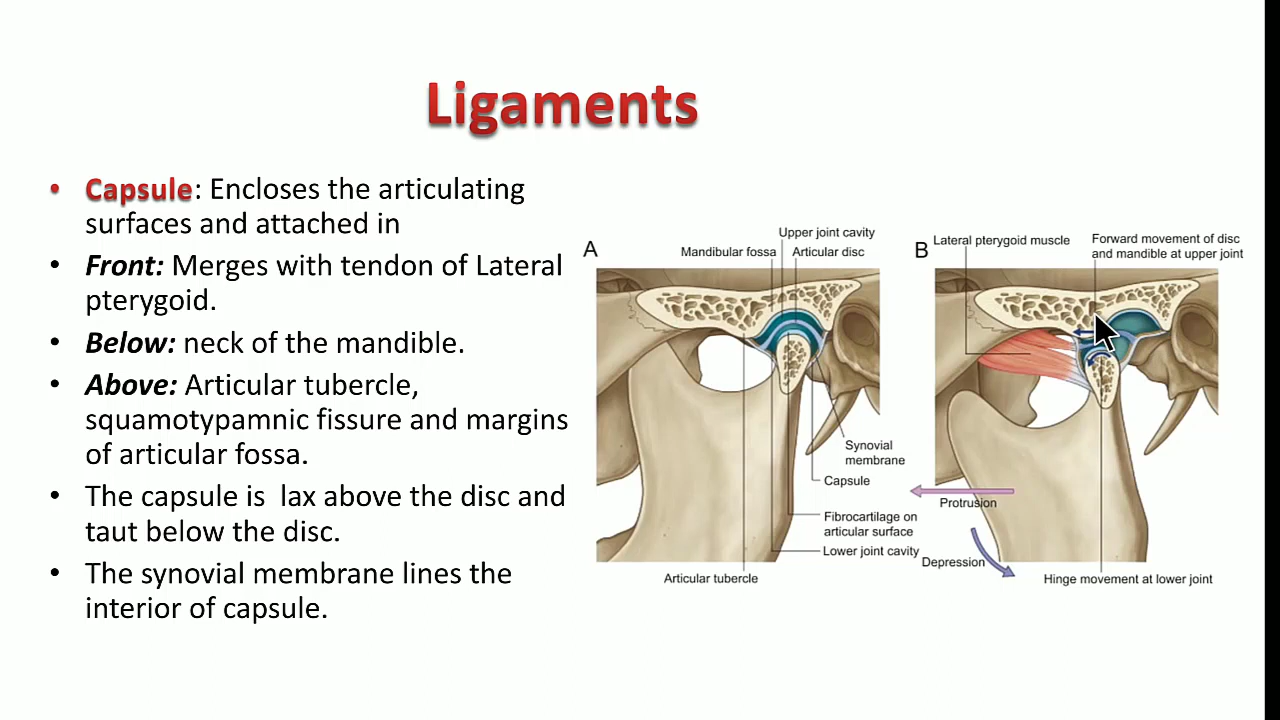 Ligaments
• Capsule: Encloses the articulating
surfaces and attached in
• Front: Merges with tendon of Lateral
pterygoid.
• Below: neck of the mandible.
• Above: Articular tubercle,
squamotypamnic fissure and margins
of articular fossa.
• The capsule is lax above the disc and
taut below the disc.
• The synovial membrane lines the
interior of capsule.
A
Upper joint cavity
Mandibular fossa
Articular disc
Synovial
membrane
Capsule
Fibrocartilage on
articular surface
Lower joint cavity
Articular tubercle
B
Lateral pterygoid muscle
Forward movement of disc
and mandible at upper joint
Protrusion
Depression
Hinge movement at lower joint